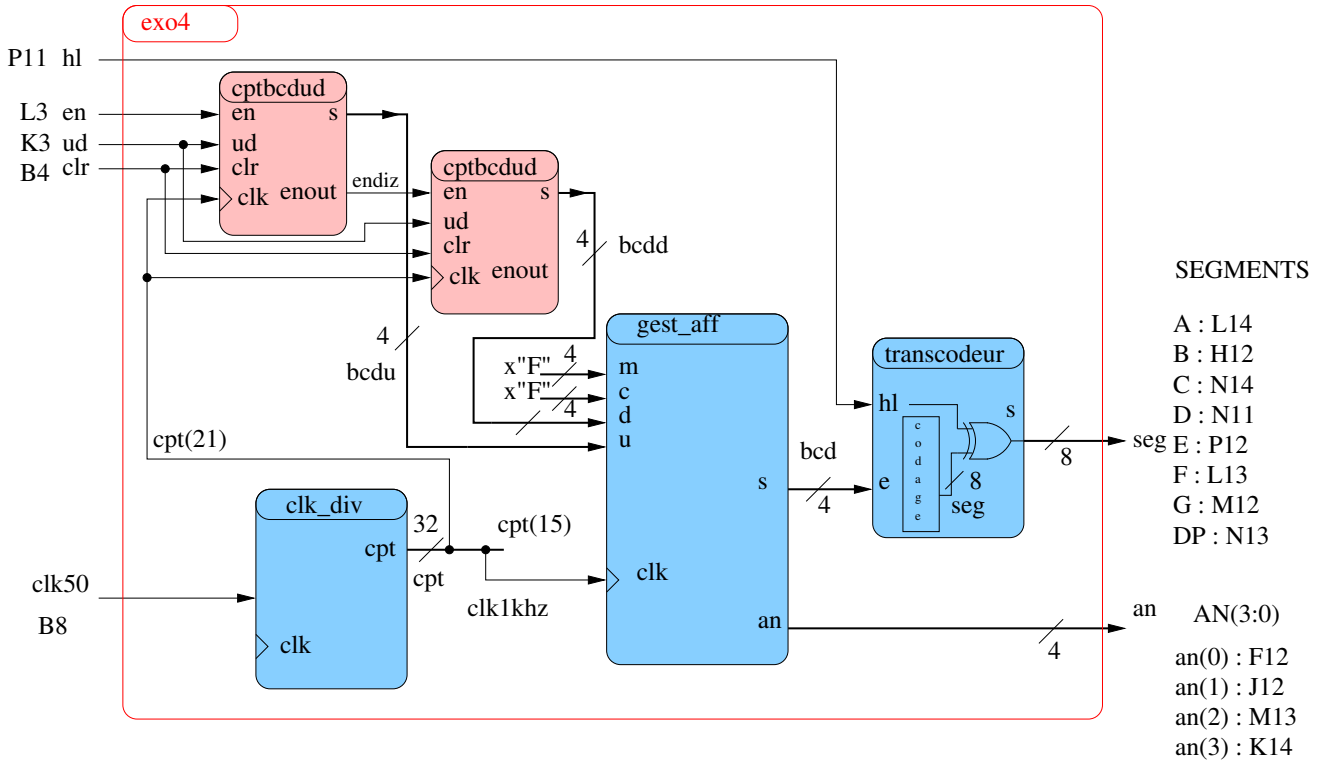 exo4
P11 hl
cptbcdud
L3 en
en s
K3 ud
ud
B4 clr
clr
clk enout
endiz
cptbcdud
en s
ud
clr
clk enout
4 bcdd
4
bcdu
gest_aff
x"F" 4 m
x"F" c
4 d
u
s
clk
an
cpt(21)
clk_div
cpt
clk
32
cpt
cpt(15)
clk1khz
clk50
B8
bcd
4
transcodeur
hl
s
e
codage
8
seg
8
seg
4
an
SEGMENTS
A : L14
B : H12
C : N14
D : N11
E : P12
F : L13
G : M12
DP : N13
AN(3:0)
an(0) : F12
an(1) : J12
an(2) : M13
an(3) : K14